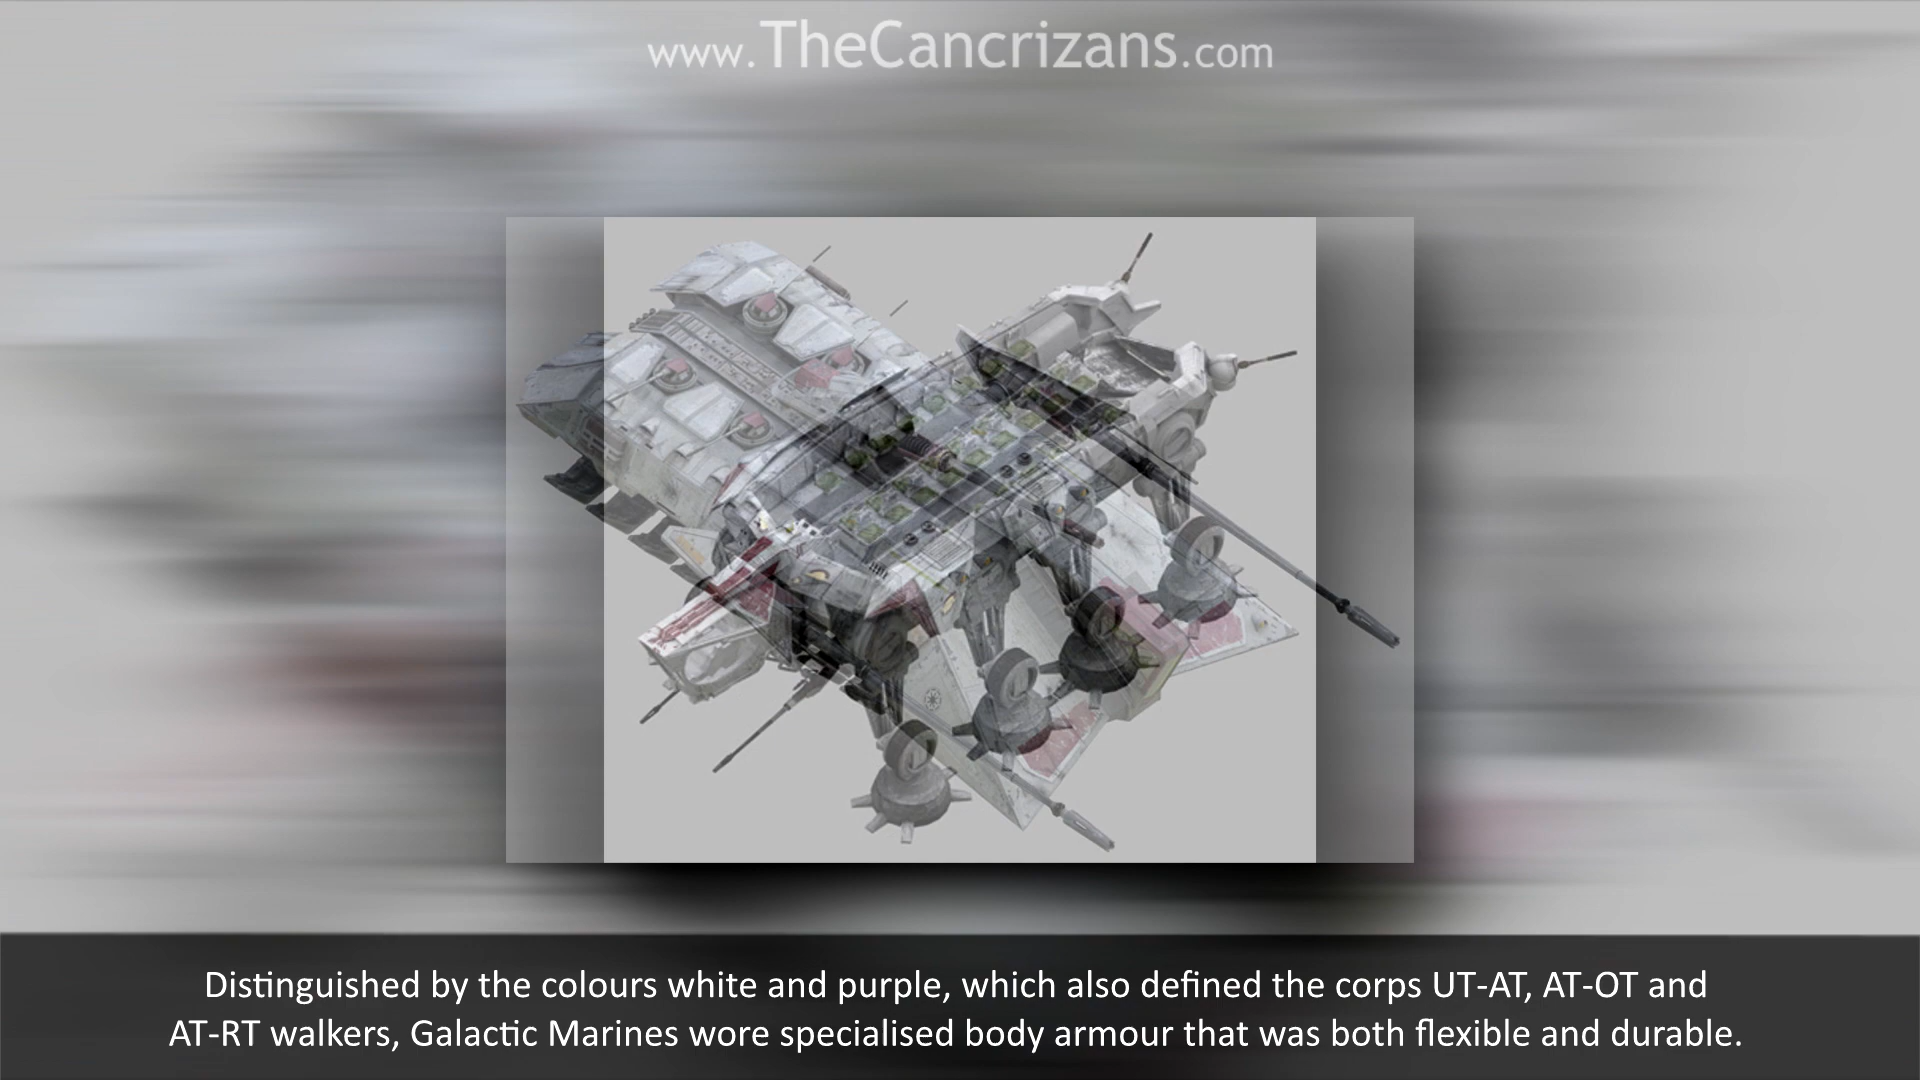 www.TheCancrizans.com
Distinguished by the colours white and purple, which also defined the corps UT-AT, AT-OT and
AT-RT walkers, Galactic Marines wore specialised body armour that was both flexible and durable.